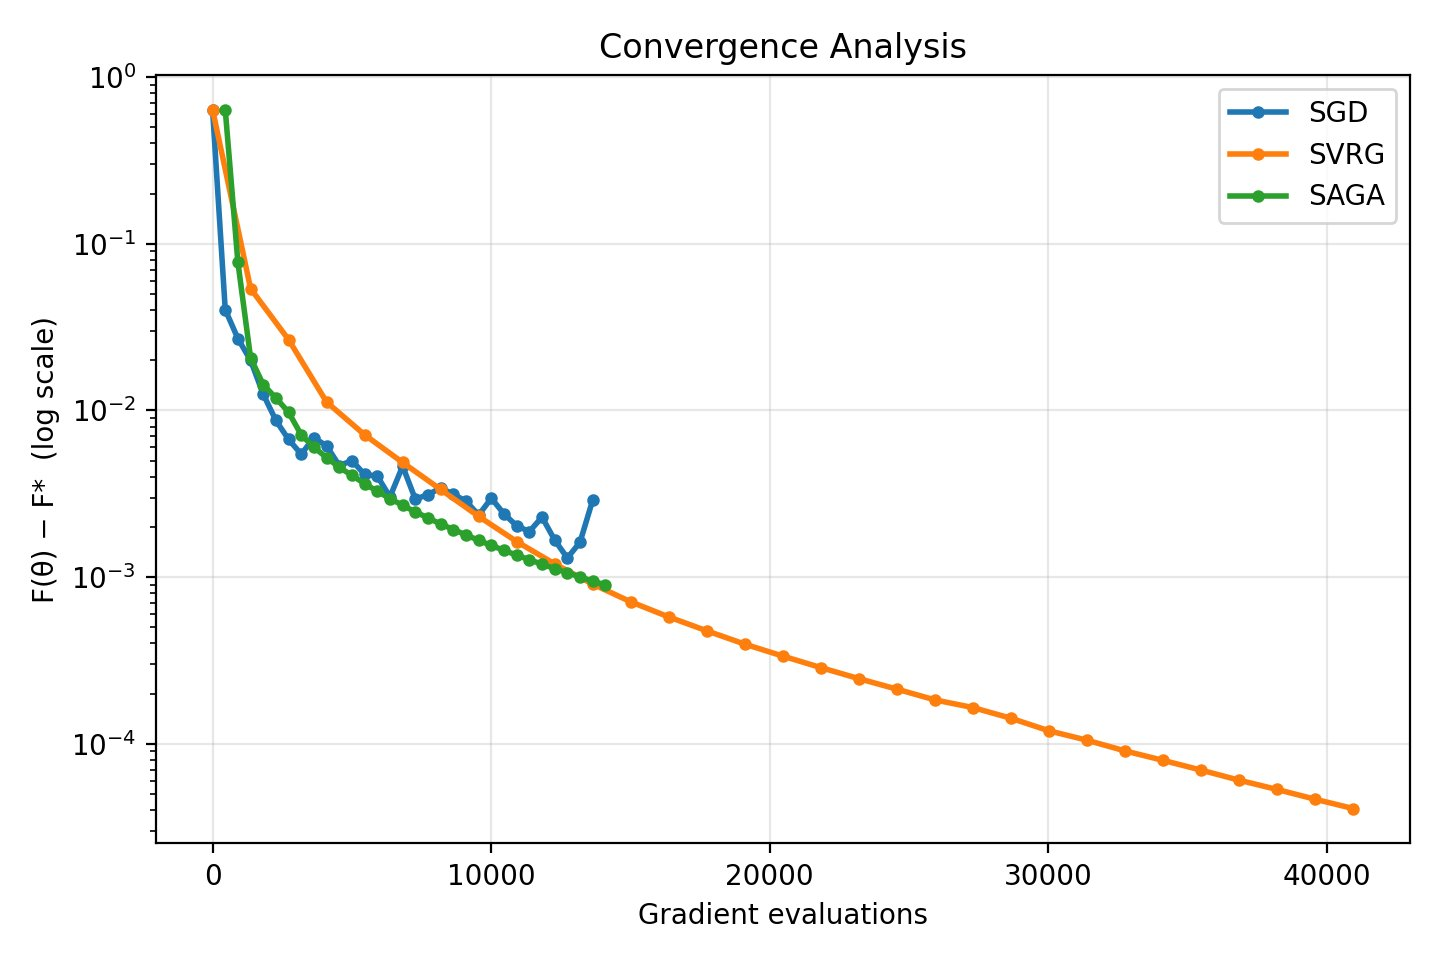 Convergence Analysis
10⁰
10⁻¹
10⁻²
10⁻³
10⁻⁴
F(θ) − F* (log scale)
SGD
SVRG
SAGA
0 10000 20000 30000 40000
Gradient evaluations